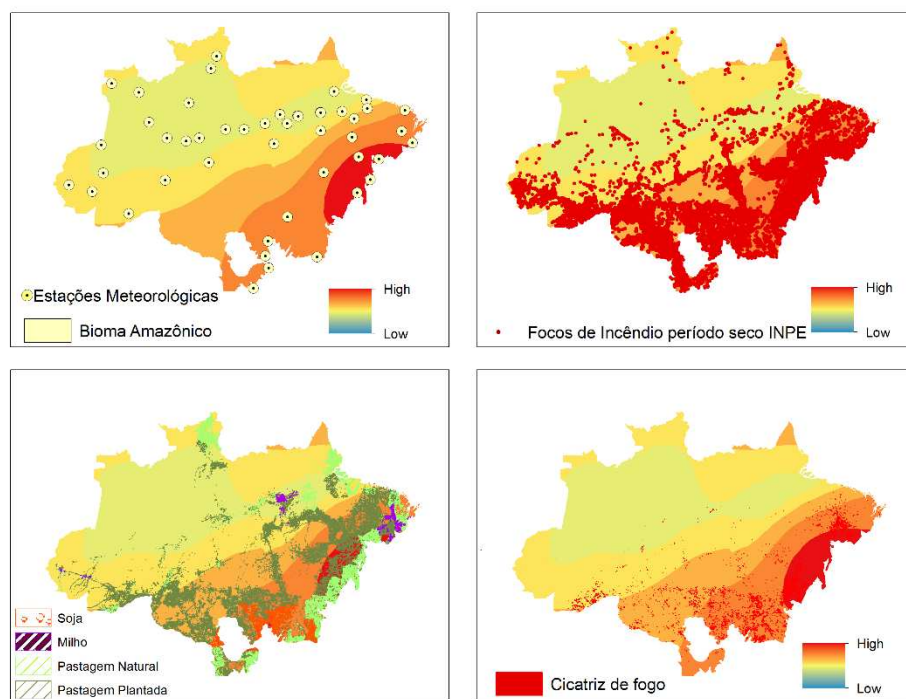 Estações Meteorológicas
Bioma Amazônico
High
Low
Focos de Incêndio período seco INPE
High
Low
Soja
Milho
Pastagem Natural
Pastagem Plantada
Cicatriz de fogo
High
Low